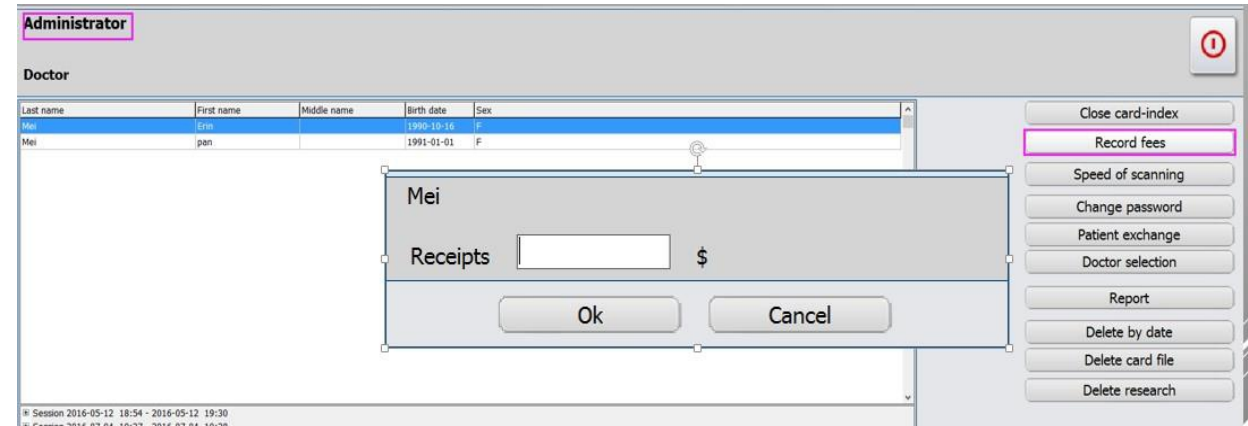 Administrator
Doctor
Last name First name Middle name Birth date Sex
Mei Erin 1990-10-16 F
Mei pan 1991-01-01 F
Mei
Receipts $
Ok Cancel
Close card-index
Record fees
Speed of scanning
Change password
Patient exchange
Doctor selection
Report
Delete by date
Delete card file
Delete research
Session 2016-05-12 18:54 - 2016-05-12 19:30